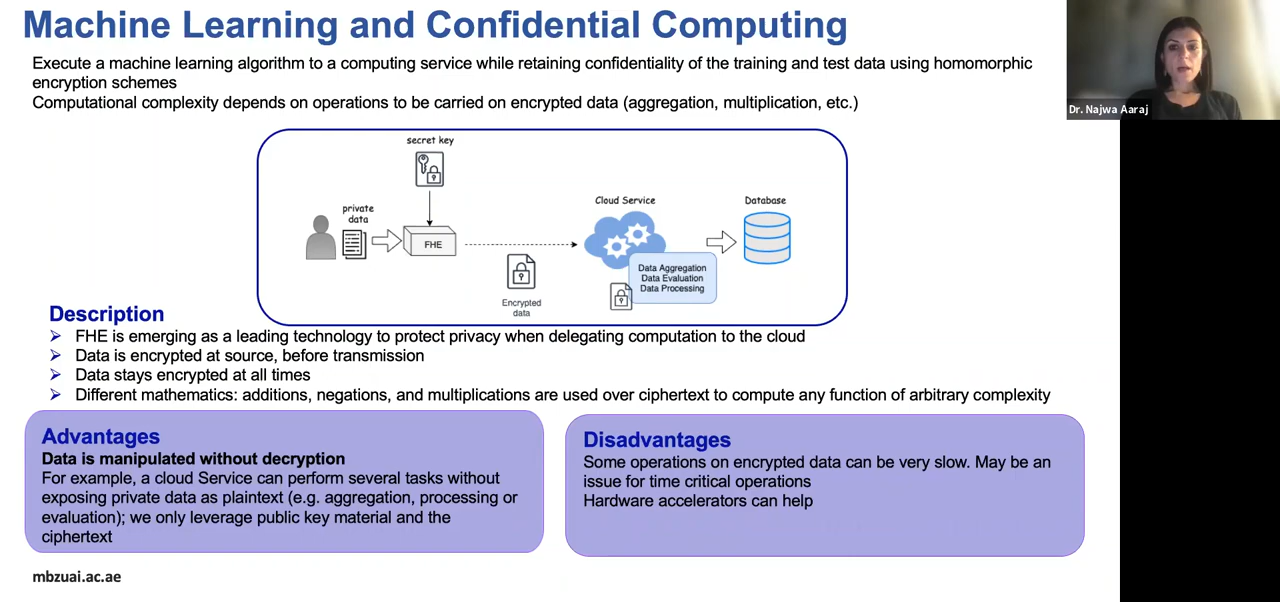 Machine Learning and Confidential Computing
Execute a machine learning algorithm to a computing service while retaining confidentiality of the training and test data using homomorphic
encryption schemes
Computational complexity depends on operations to be carried on encrypted data (aggregation, multiplication, etc.)
Dr. Najwa Aaraj
secret key
private
data
FHE
Encrypted
data
Cloud Service
Data Aggregation
Data Evaluation
Data Processing
Database
Description
FHE is emerging as a leading technology to protect privacy when delegating computation to the cloud
Data is encrypted at source, before transmission
Data stays encrypted at all times
Different mathematics: additions, negations, and multiplications are used over ciphertext to compute any function of arbitrary complexity
Advantages
Data is manipulated without decryption
For example, a cloud Service can perform several tasks without
exposing private data as plaintext (e.g. aggregation, processing or
evaluation); we only leverage public key material and the
ciphertext
Disadvantages
Some operations on encrypted data can be very slow. May be an
issue for time critical operations
Hardware accelerators can help
mbzuai.ac.ae